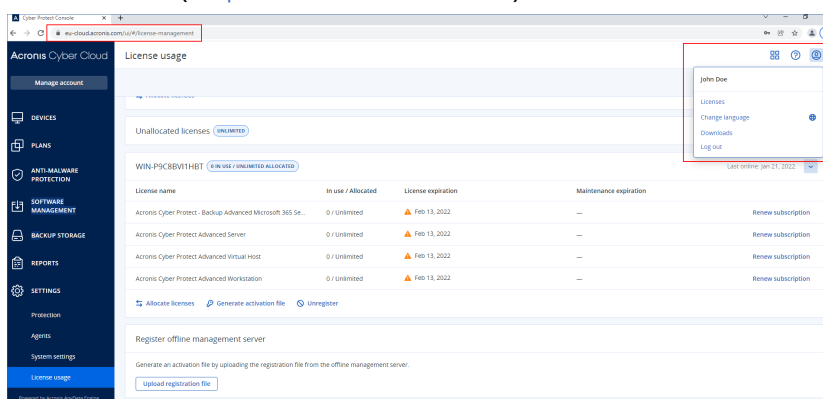 Cyber Protect Console
eu-cloud.acronis.com/ui/#/license-management
Acronis Cyber Cloud
License usage
Manage account
John Doe
Licenses
Change language
Downloads
Log out
DEVICES
PLANS
ANTI-MALWARE
PROTECTION
SOFTWARE
MANAGEMENT
BACKUP STORAGE
REPORTS
SETTINGS
Protection
Agents
System settings
License usage
Powered by Acronis AnyData Engine
Unallocated licenses UNLIMITED
WIN-P9C8BVI1HBT 0 IN USE / UNLIMITED ALLOCATED
Last online: Jan 21, 2022
License name In use / Allocated License expiration Maintenance expiration
Acronis Cyber Protect - Backup Advanced Microsoft 365 Se... 0 / Unlimited Feb 13, 2022 — Renew subscription
Acronis Cyber Protect Advanced Server 0 / Unlimited Feb 13, 2022 — Renew subscription
Acronis Cyber Protect Advanced Virtual Host 0 / Unlimited Feb 13, 2022 — Renew subscription
Acronis Cyber Protect Advanced Workstation 0 / Unlimited Feb 13, 2022 — Renew subscription
Allocate licenses Generate activation file Unregister
Register offline management server
Generate an activation file by uploading the registration file from the offline management server.
Upload registration file